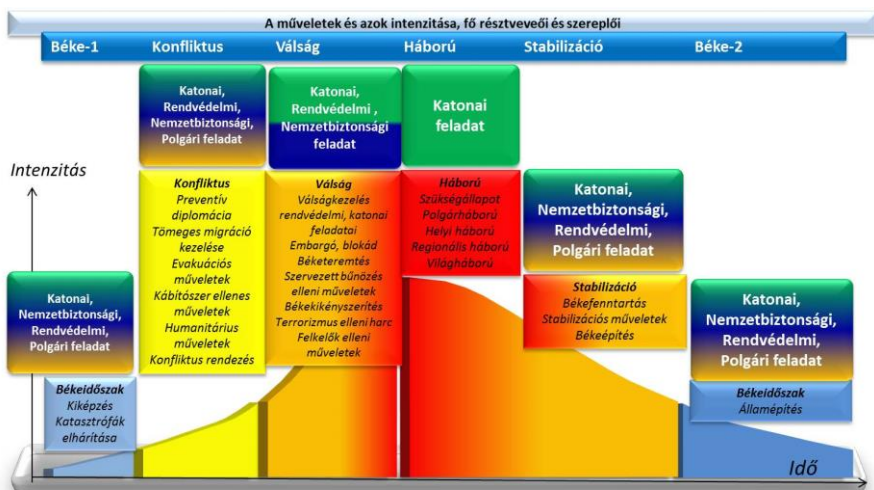 A műveletek és azok intenzitása, fő résztveveői és szereplői
Béke-1
Konfliktus
Válság
Háború
Stabilizáció
Béke-2
Intenzitás
Katonai,
Nemzetbiztonsági,
Rendvédelmi,
Polgári feladat
Békeidőszak
Kiképzés
Katasztrófák
elhárítása
Katonai,
Rendvédelmi,
Nemzetbiztonsági,
Polgári feladat
Konfliktus
Preventív
diplomácia
Tömeges migráció
kezelése
Evakuációs
műveletek
Kábítószer ellenes
műveletek
Humanitárius
műveletek
Konfliktus rendezés
Katonai,
Rendvédelmi ,
Nemzetbiztonsági
feladat
Válság
Válságkezelés
rendvédelmi, katonai
feladatai
Embargó, blokád
Béketeremtés
Szervezett bűnözés
elleni műveletek
Békekikényszerítés
Terrorizmus elleni harc
Felkelők elleni
műveletek
Katonai
feladat
Háború
Szükségállapot
Polgárháború
Helyi háború
Regionális háború
Világháború
Katonai,
Nemzetbiztonsági,
Rendvédelmi,
Polgári feladat
Stabilizáció
Békefenntartás
Stabilizációs műveletek
Békeépítés
Katonai,
Nemzetbiztonsági,
Rendvédelmi,
Polgári feladat
Békeidőszak
Államépítés
Idő